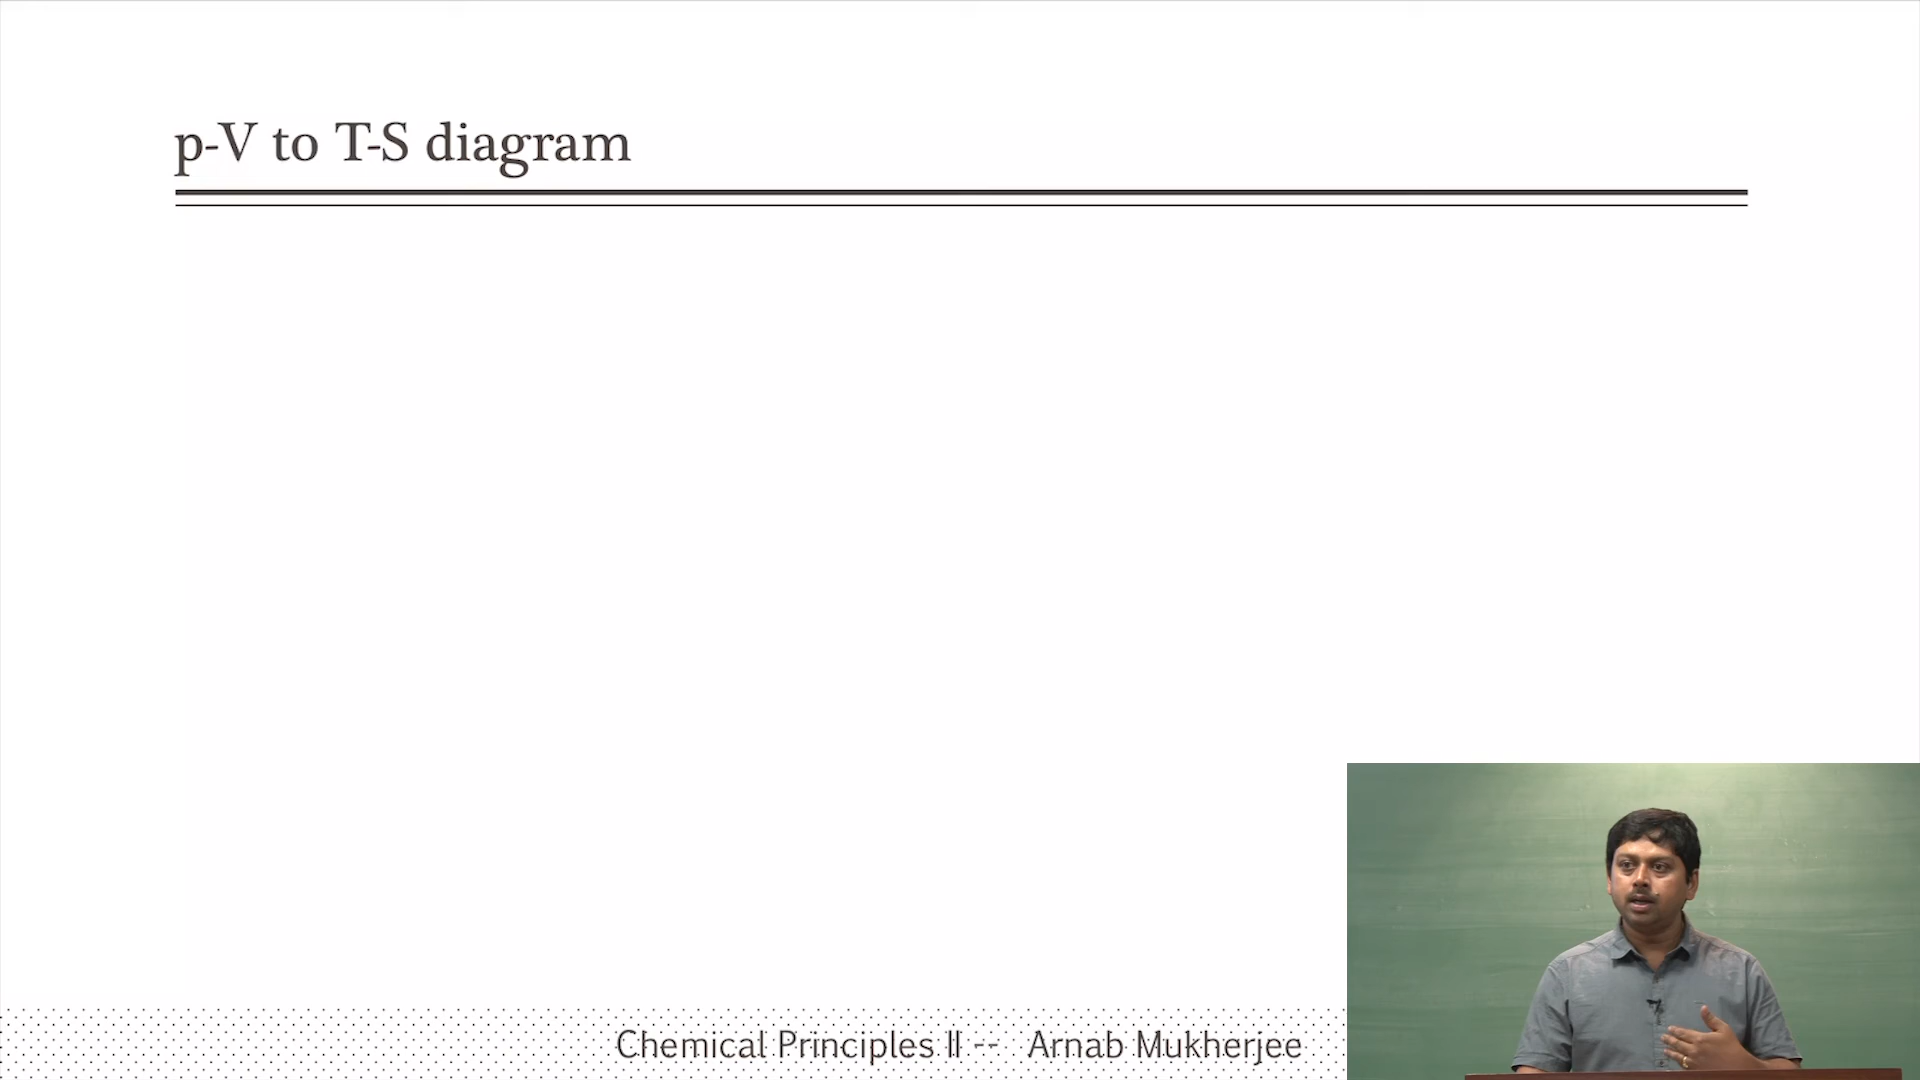 p-V to T-S diagram
Chemical Principles II -- Arnab Mukherjee